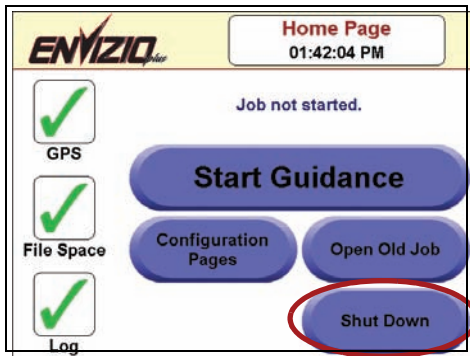 ENVIZIO plus
Home Page
01:42:04 PM
Job not started.
GPS
Start Guidance
File Space
Configuration
Pages
Open Old Job
Log
Shut Down